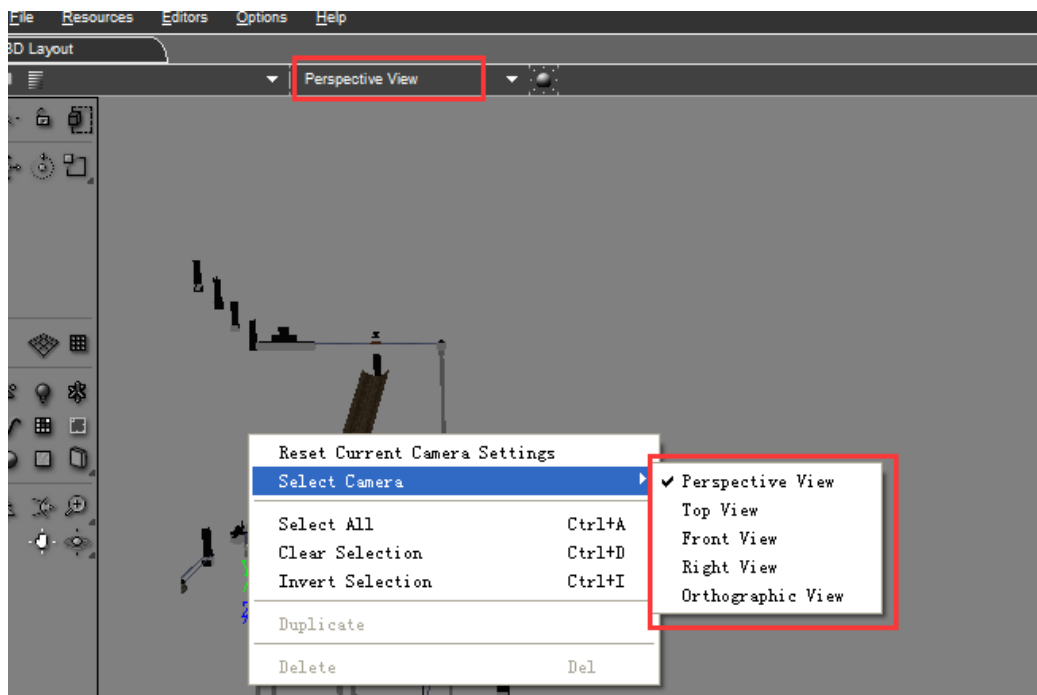 File Resources Editors Options Help
3D Layout
Perspective View
Reset Current Camera Settings
Select Camera
Select All Ctrl+A
Clear Selection Ctrl+D
Invert Selection Ctrl+I
Duplicate
Delete Del
Perspective View
Top View
Front View
Right View
Orthographic View